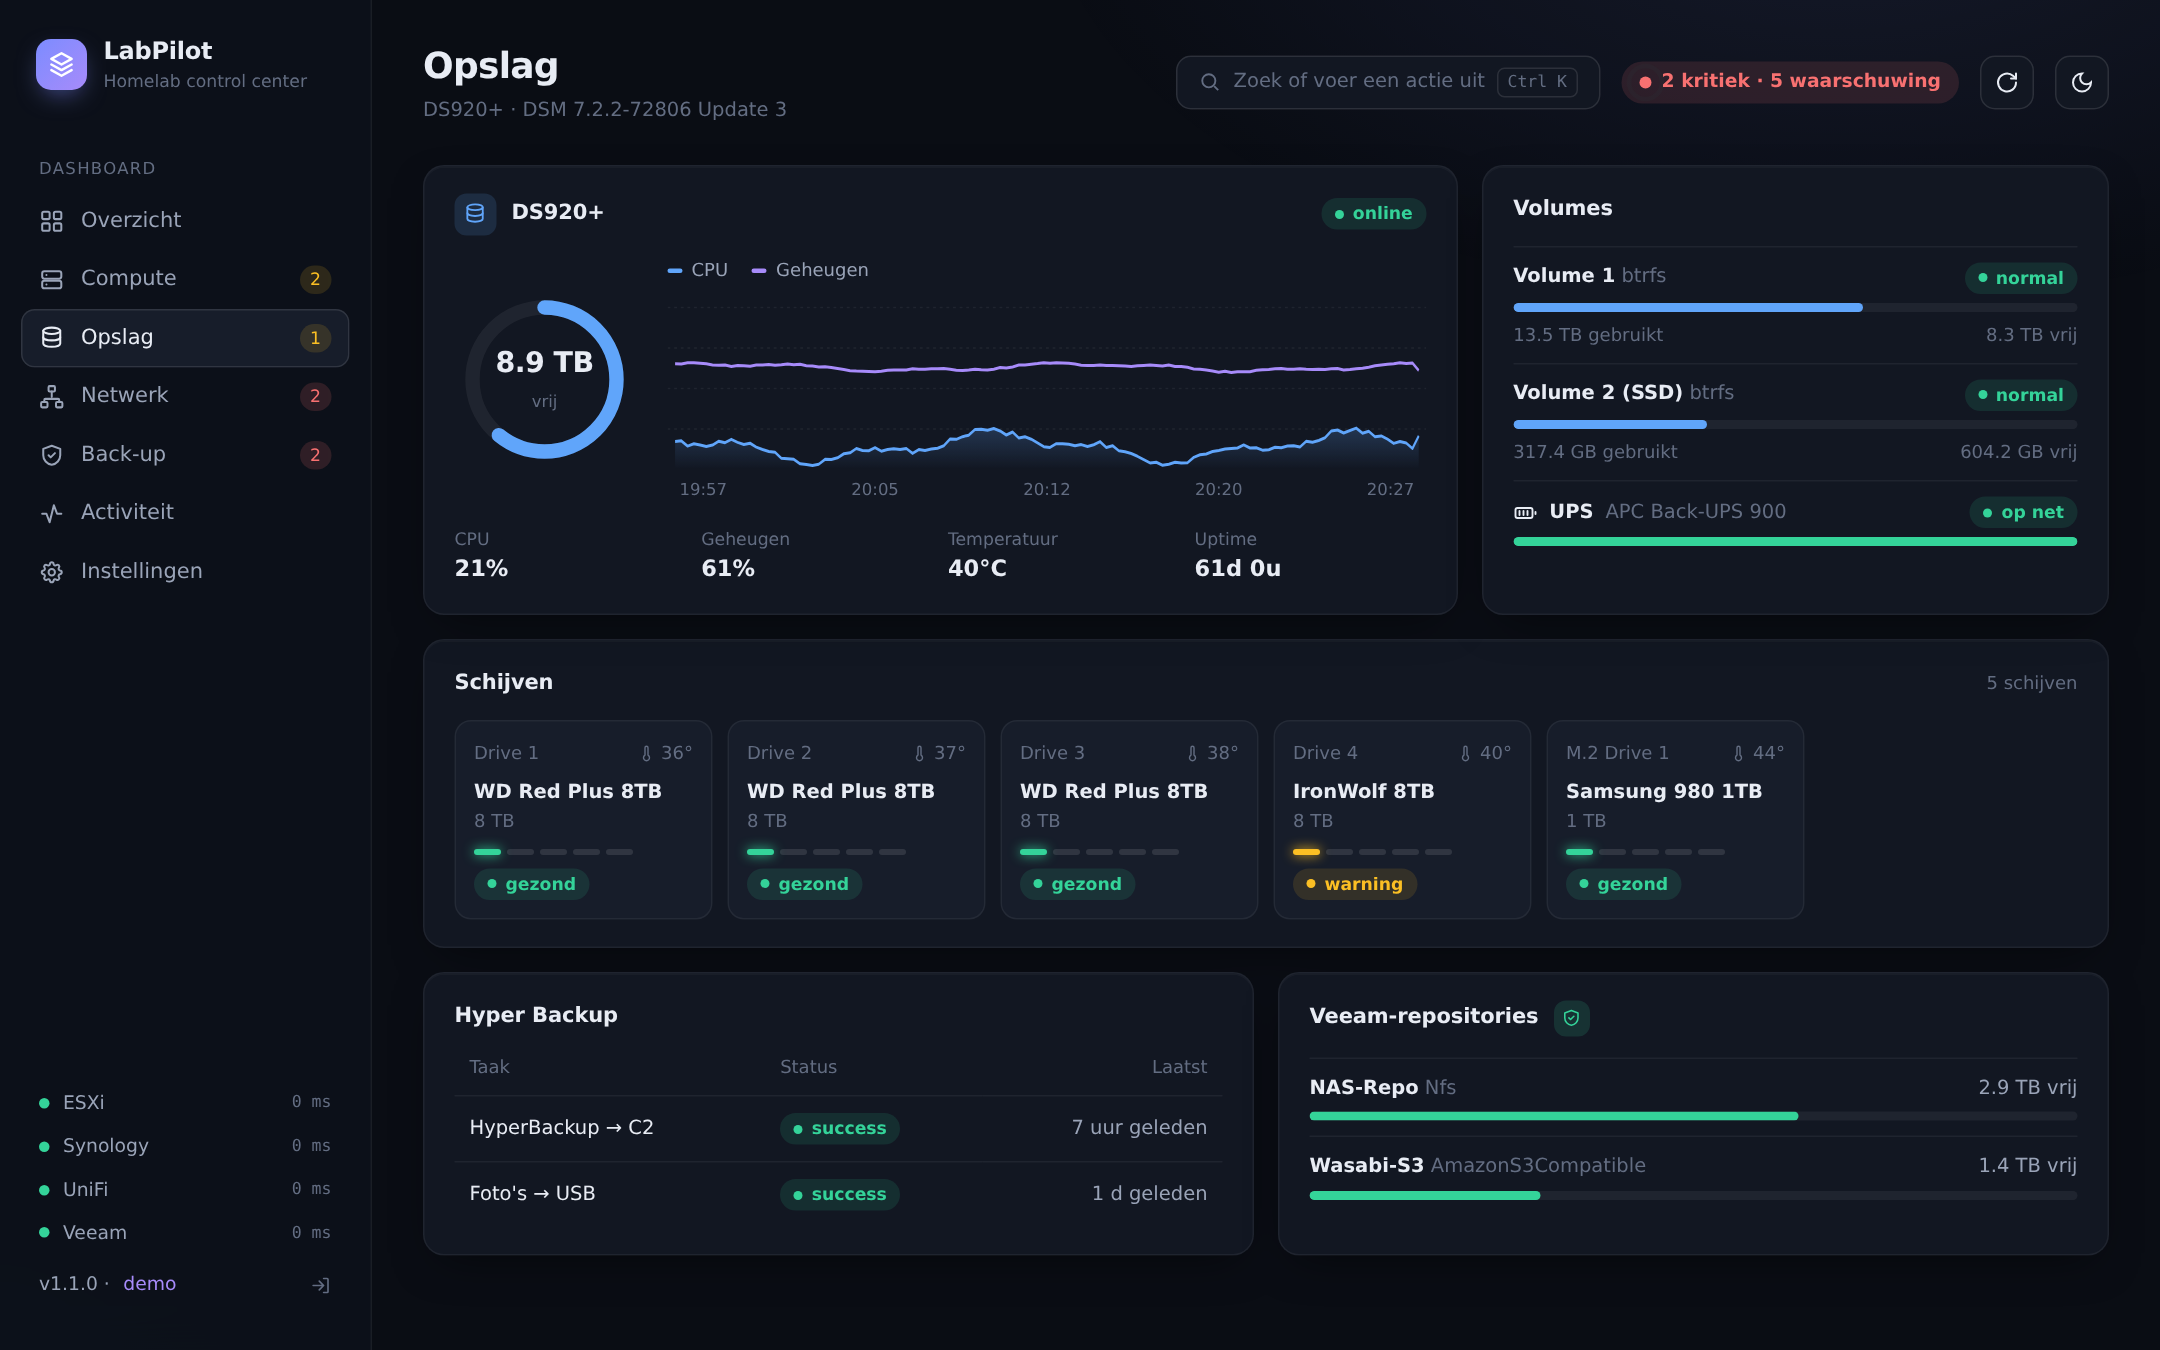 LabPilot
Homelab control center
DASHBOARD
Overzicht
Compute 2
Opslag 1
Netwerk 2
Back-up 2
Activiteit
Instellingen
ESXi 0 ms
Synology 0 ms
UniFi 0 ms
Veeam 0 ms
v1.1.0 · demo
Opslag
DS920+ · DSM 7.2.2-72806 Update 3
Zoek of voer een actie uit Ctrl K
2 kritiek · 5 waarschuwing
DS920+ online
CPU Geheugen
8.9 TB
vrij
19:57 20:05 20:12 20:20 20:27
CPU Geheugen Temperatuur Uptime
21% 61% 40°C 61d 0u
Volumes
Volume 1 btrfs normal
13.5 TB gebruikt 8.3 TB vrij
Volume 2 (SSD) btrfs normal
317.4 GB gebruikt 604.2 GB vrij
UPS APC Back-UPS 900 op net
Schijven 5 schijven
Drive 1 36°
WD Red Plus 8TB
8 TB
gezond
Drive 2 37°
WD Red Plus 8TB
8 TB
gezond
Drive 3 38°
WD Red Plus 8TB
8 TB
gezond
Drive 4 40°
IronWolf 8TB
8 TB
warning
M.2 Drive 1 44°
Samsung 980 1TB
1 TB
gezond
Hyper Backup
Taak Status Laatst
HyperBackup → C2 success 7 uur geleden
Foto's → USB success 1 d geleden
Veeam-repositories
NAS-Repo Nfs 2.9 TB vrij
Wasabi-S3 AmazonS3Compatible 1.4 TB vrij